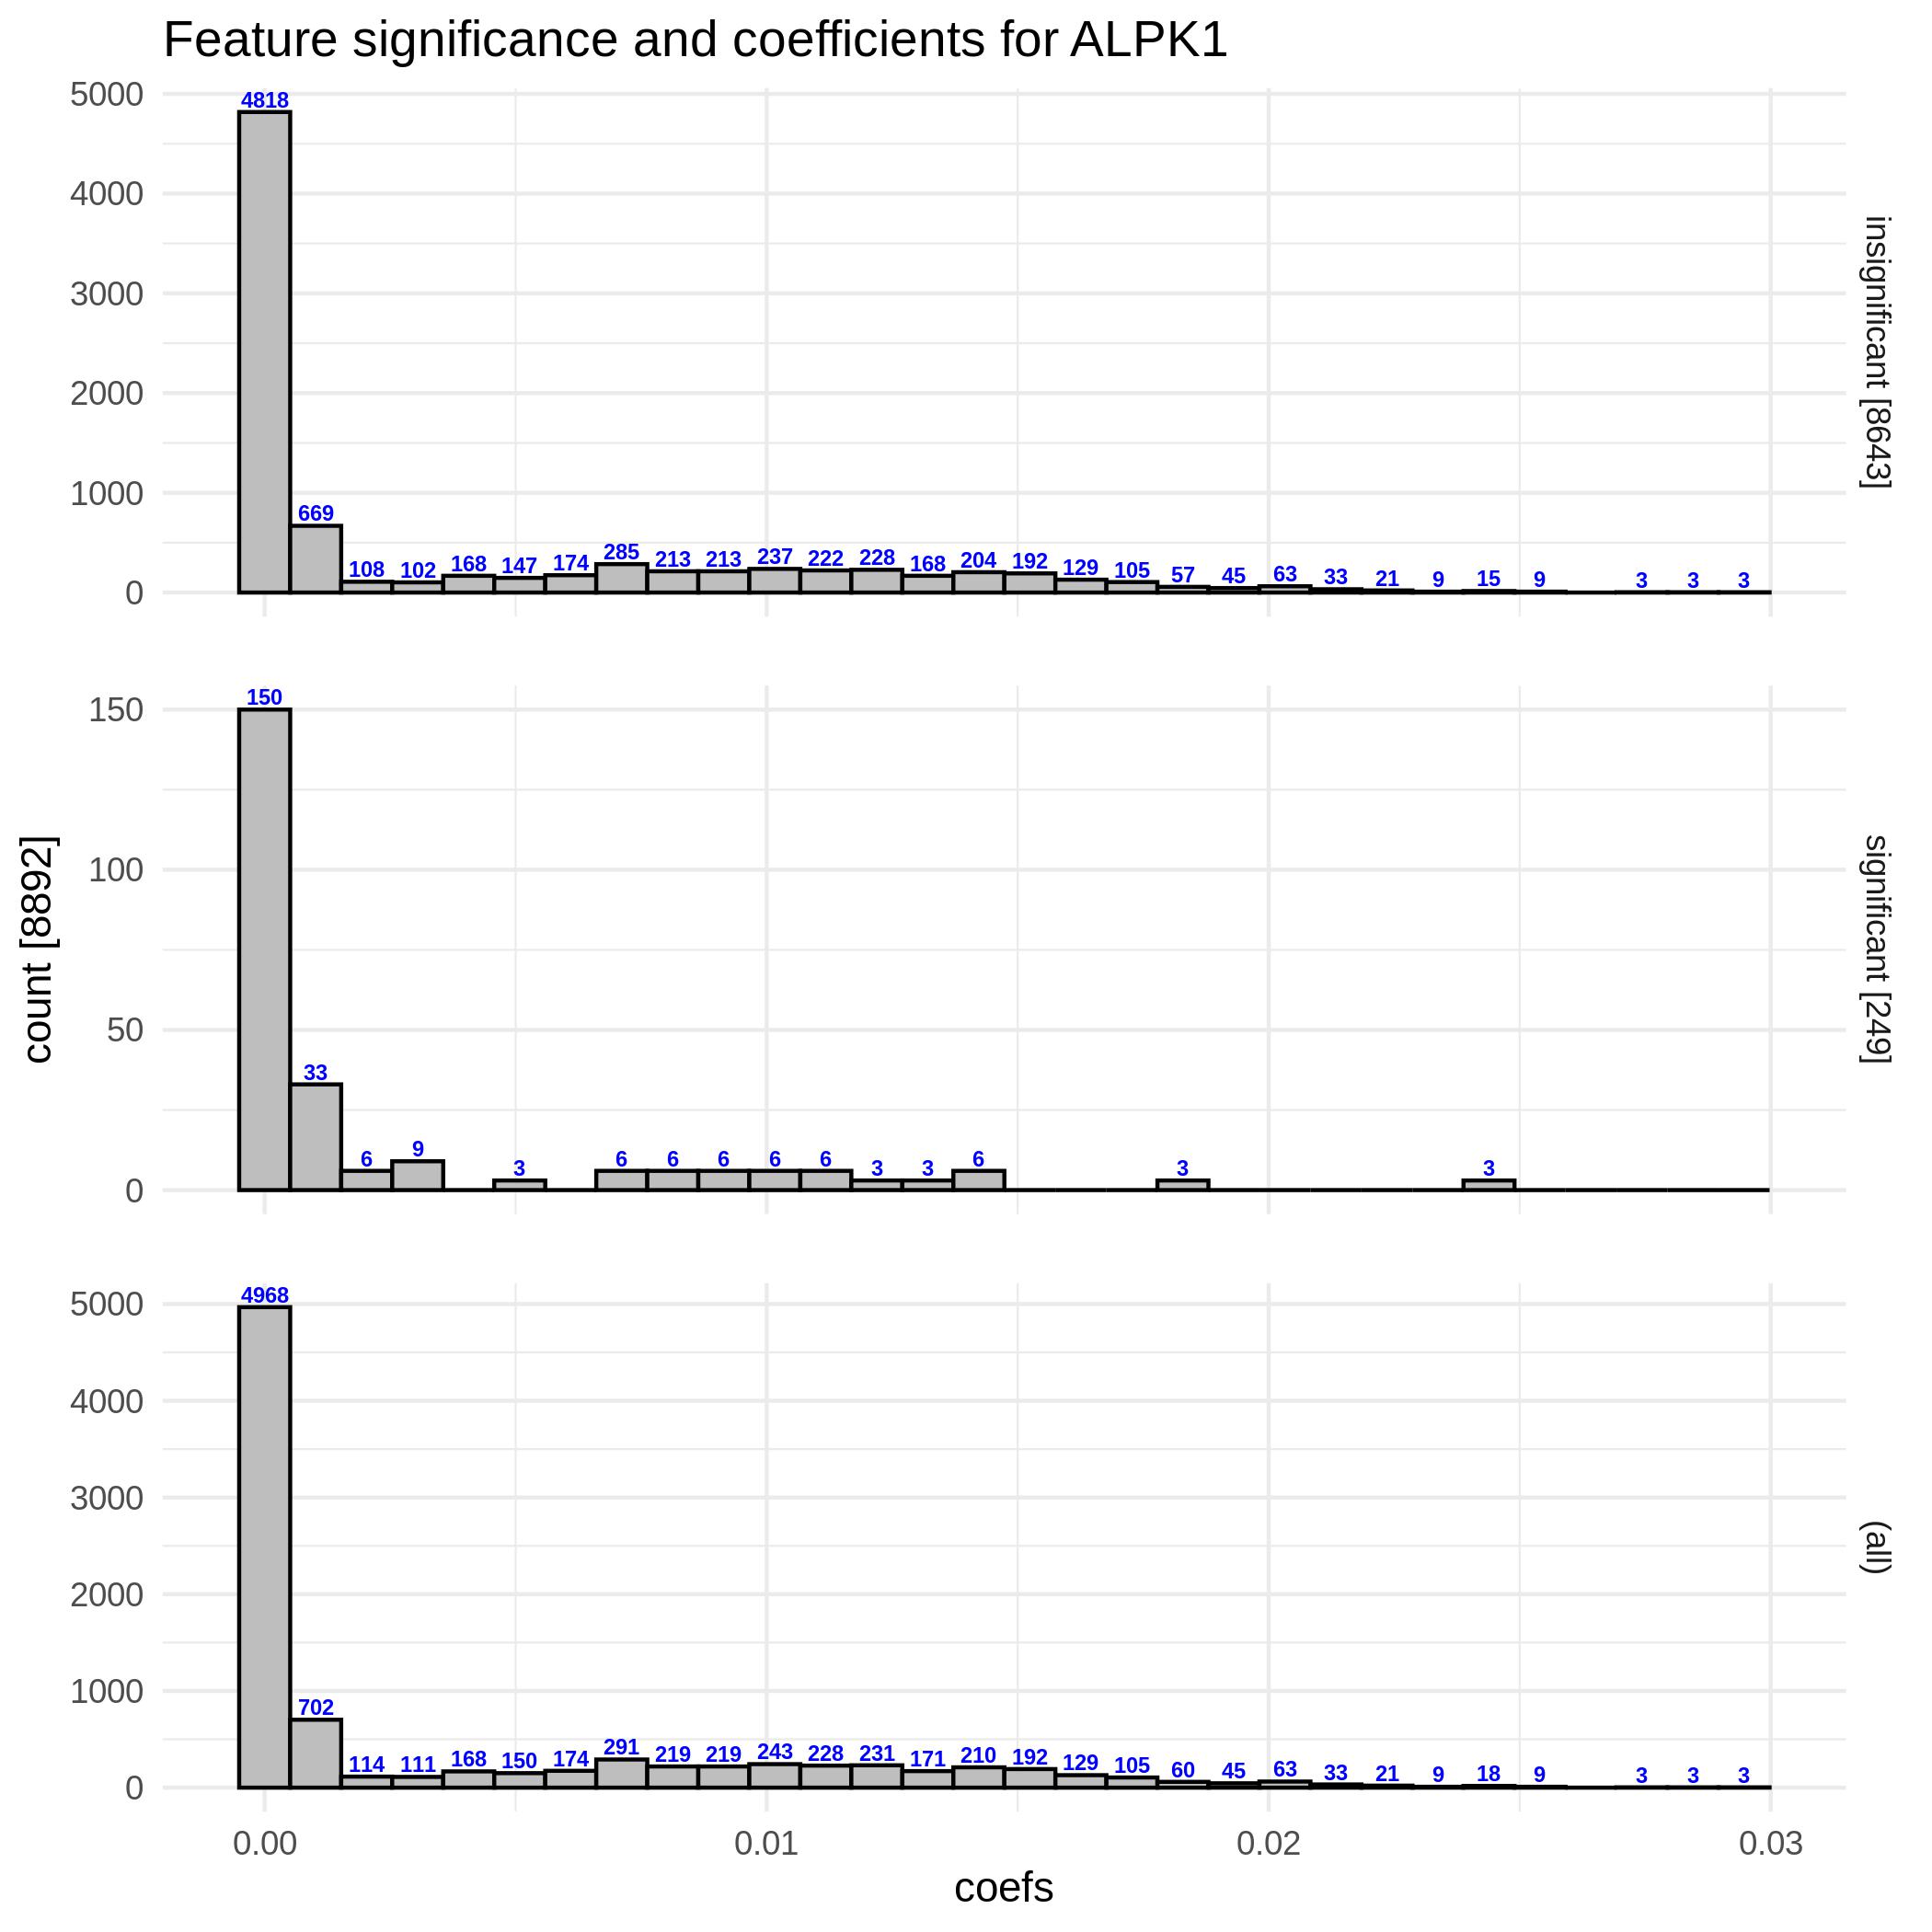 Feature significance and coefficients for ALPK1
5000
4000
3000
2000
1000
0
4818
669
108 102 168 147 174 285 213 213 237 222 228 168 204 192 129 105 57 45 63 33 21 9 15 9 3 3 3
insignificant [8643]
count [8892]
150
100
50
0
150
33
6 9 3 6 6 6 6 6 3 3 6 3 3
significant [249]
5000
4000
3000
2000
1000
0
4968
702
114 111 168 150 174 291 219 219 243 228 231 171 210 192 129 105 60 45 63 33 21 9 18 9 3 3 3
(all)
0.00 0.01 0.02 0.03
coefs